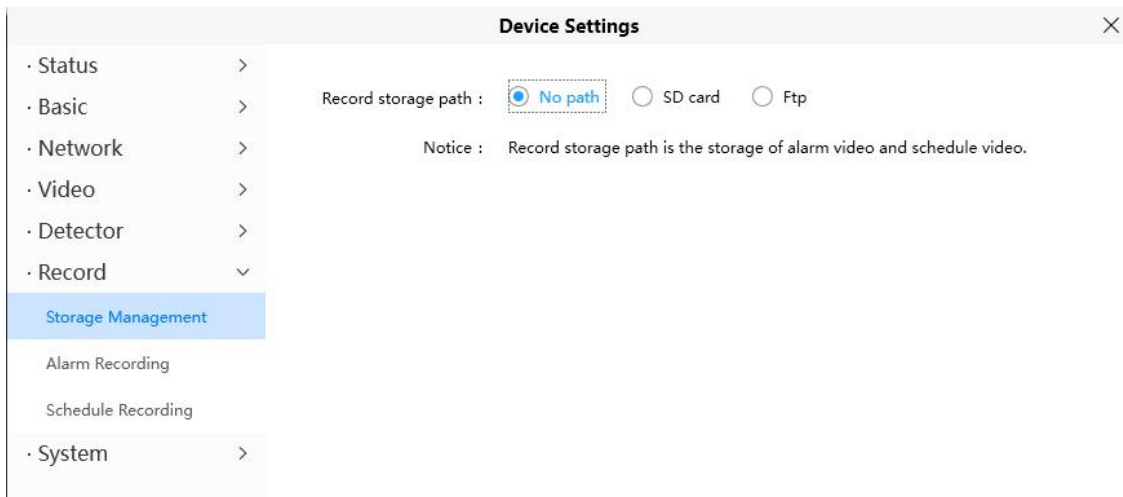 Device Settings
· Status
· Basic
· Network
· Video
· Detector
· Record
Storage Management
Alarm Recording
Schedule Recording
· System
Record storage path : No path SD card Ftp
Notice : Record storage path is the storage of alarm video and schedule video.